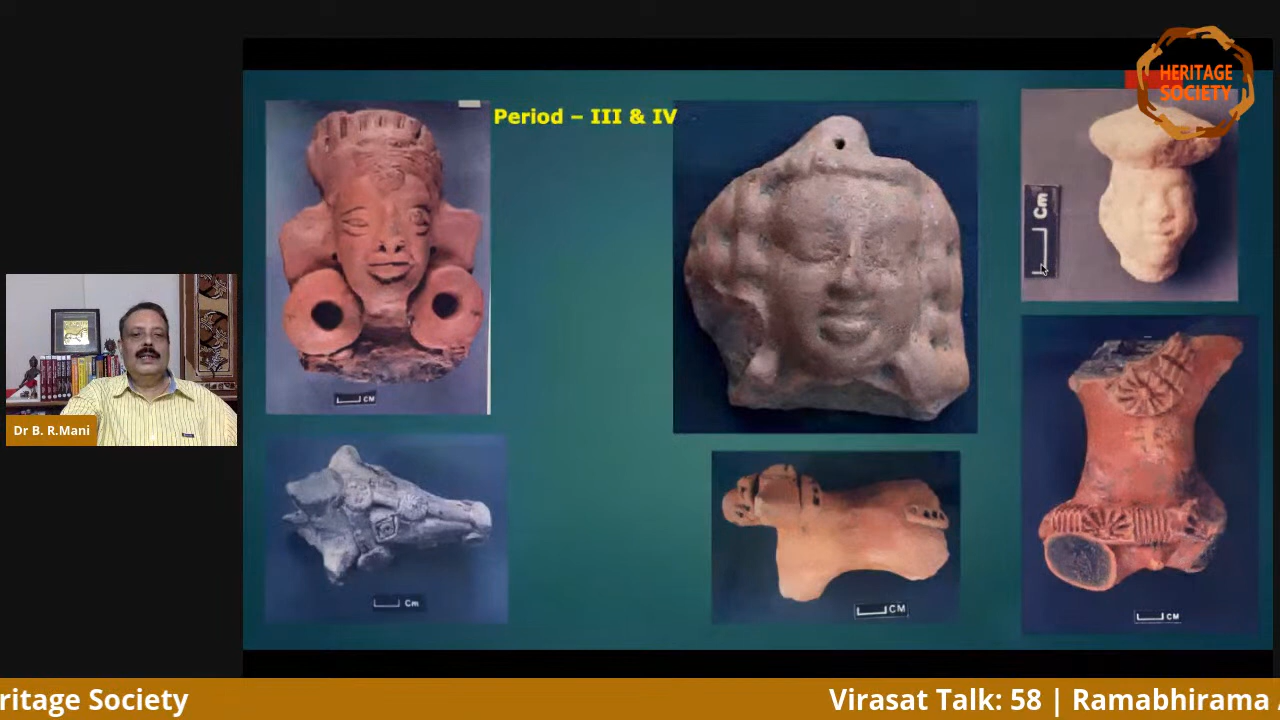 HERITAGE
SOCIETY
Period – III & IV
Cm
CM
Dr B. R.Mani
Cm
CM
CM
ritage Society
Virasat Talk: 58 | Ramabhirama